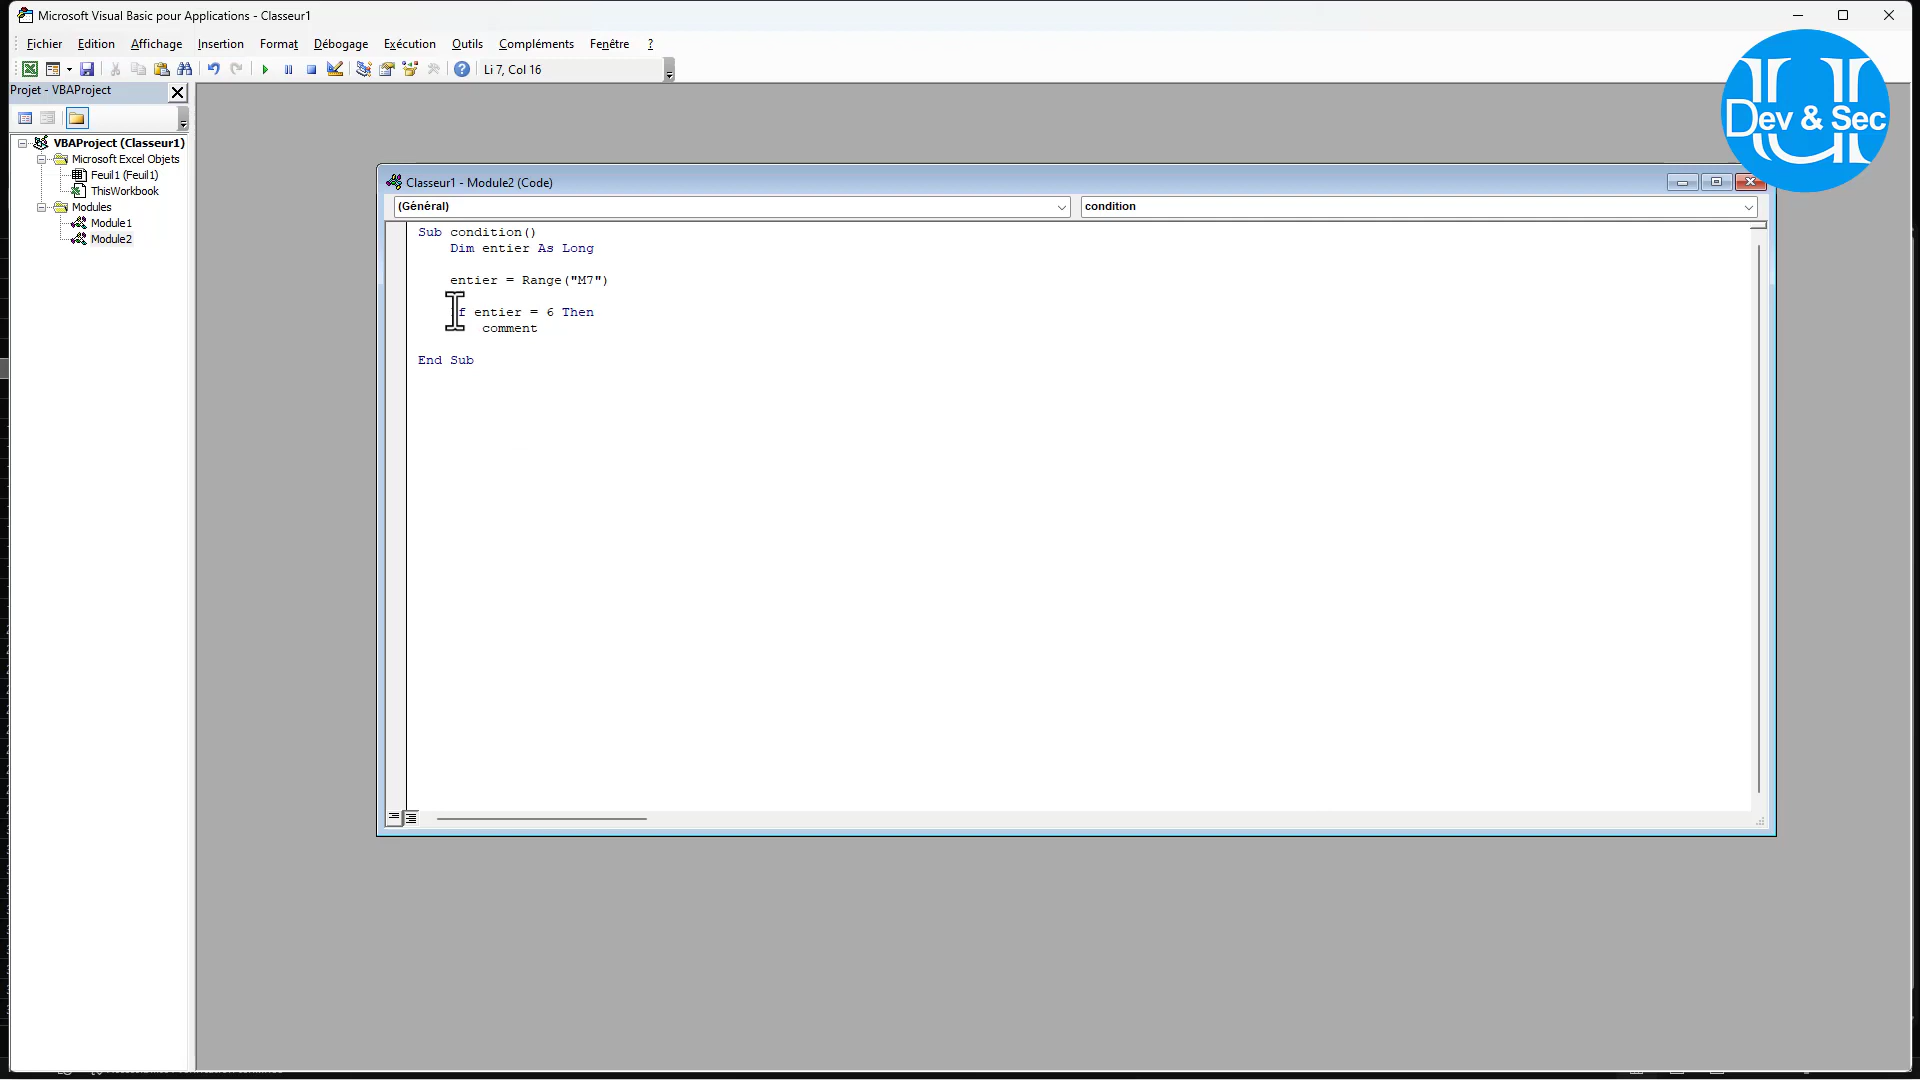 Microsoft Visual Basic pour Applications - Classeur1
Fichier Edition Affichage Insertion Format Débogage Exécution Outils Compléments Fenêtre ?
Li 7, Col 16
Dev & Sec
Projet - VBAProject
VBAProject (Classeur1)
Microsoft Excel Objets
Feuil1 (Feuil1)
ThisWorkbook
Modules
Module1
Module2
Classeur1 - Module2 (Code)
(Général)
condition
Sub condition()
Dim entier As Long
entier = Range("M7")
If entier = 6 Then
comment
End Sub